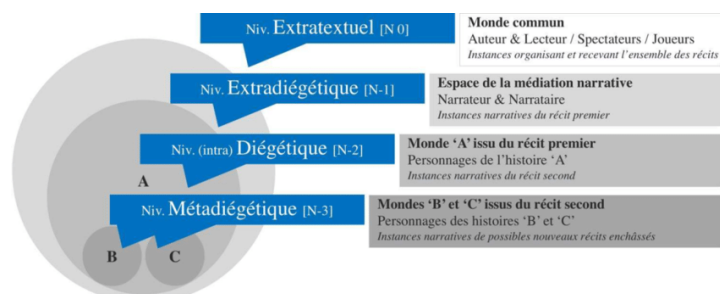 Niv. Extratextuel [N 0]
Monde commun
Auteur & Lecteur / Spectateurs / Joueurs
Instances organisant et recevant l'ensemble des récits
Niv. Extradiégétique [N-1]
Espace de la médiation narrative
Narrateur & Narrataire
Instances narratives du récit premier
Niv. (intra) Diégétique [N-2]
Monde ‘A’ issu du récit premier
Personnages de l'histoire ‘A’
Instances narratives du récit second
A
Niv. Métadiégétique [N-3]
Mondes ‘B’ et ‘C’ issus du récit second
Personnages des histoires ‘B’ et ‘C’
Instances narratives de possibles nouveaux récits enchâssés
B
C